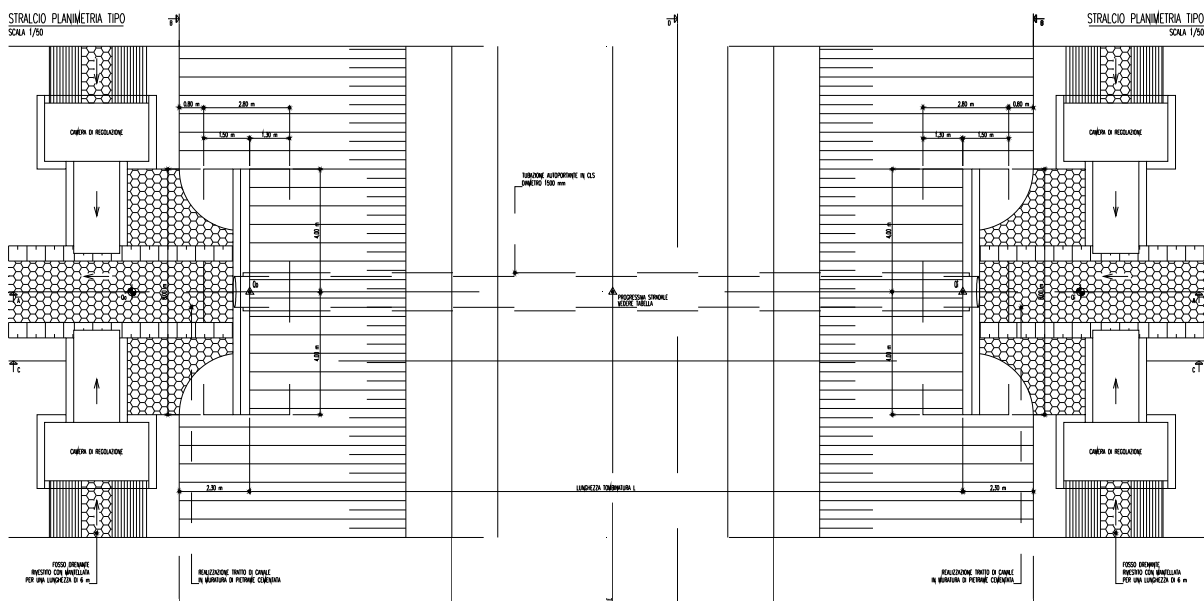 STRALCIO PLANIMETRIA TIPO
SCALA 1/50
B
D
B
STRALCIO PLANIMETRIA TIPO
SCALA 1/50
0.80 m
2.80 m
1.50 m
1.30 m
2.80 m
0.80 m
1.30 m
1.50 m
CAMERA DI REGOLAZIONE
CAMERA DI REGOLAZIONE
TUBAZIONE AUTOPORTANTE IN CLS
DIAMETRO 1500 mm
4.00 m
4.00 m
8.00 m
8.00 m
PROGRESSIVA STRADALE
VEDERE TABELLA
4.00 m
4.00 m
C
C
CAMERA DI REGOLAZIONE
CAMERA DI REGOLAZIONE
2.30 m
LUNGHEZZA TOMBINATURA L
2.30 m
FOSSO DRENANTE
RIVESTITO CON MANTELLATA
PER UNA LUNGHEZZA DI 6 m
REALIZZAZIONE TRATTO DI CANALE
IN MURATURA DI PIETRAME CEMENTATA
REALIZZAZIONE TRATTO DI CANALE
IN MURATURA DI PIETRAME CEMENTATA
FOSSO DRENANTE
RIVESTITO CON MANTELLATA
PER UNA LUNGHEZZA DI 6 m